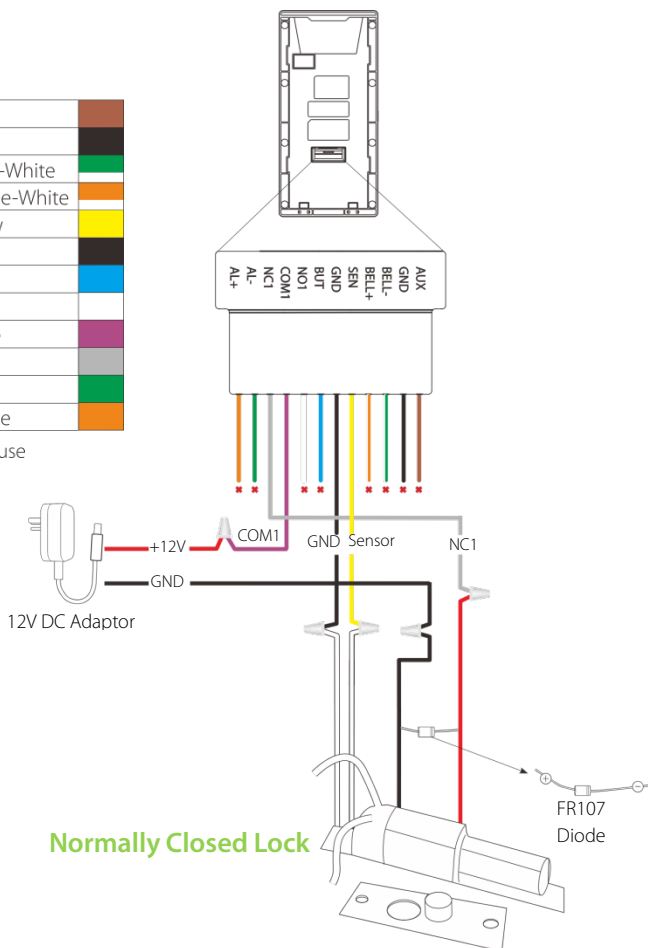 -White
e-White
use
AL+
AL-
NC1
COM1
NO1
BUT
GND
SEN
BELL+
BELL-
GND
AUX
+12V
COM1
GND
Sensor
NC1
GND
12V DC Adaptor
FR107
Diode
Normally Closed Lock